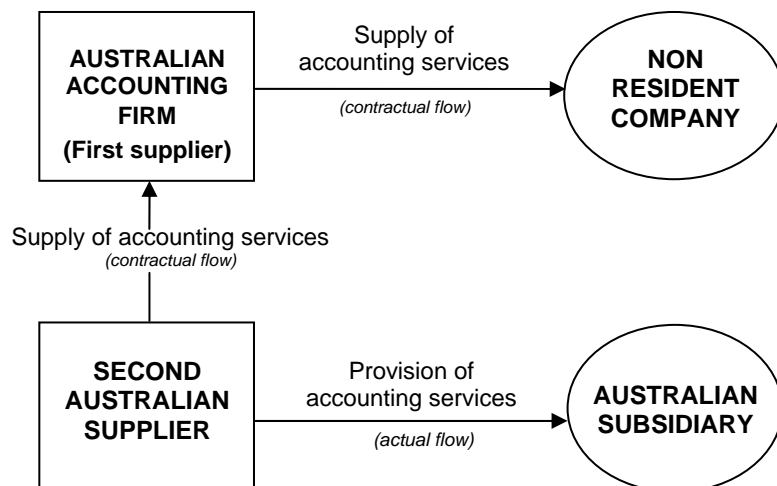 AUSTRALIAN
ACCOUNTING
FIRM
(First supplier)
Supply of
accounting services
(contractual flow)
NON
RESIDENT
COMPANY
Supply of accounting services
(contractual flow)
SECOND
AUSTRALIAN
SUPPLIER
Provision of
accounting services
(actual flow)
AUSTRALIAN
SUBSIDIARY